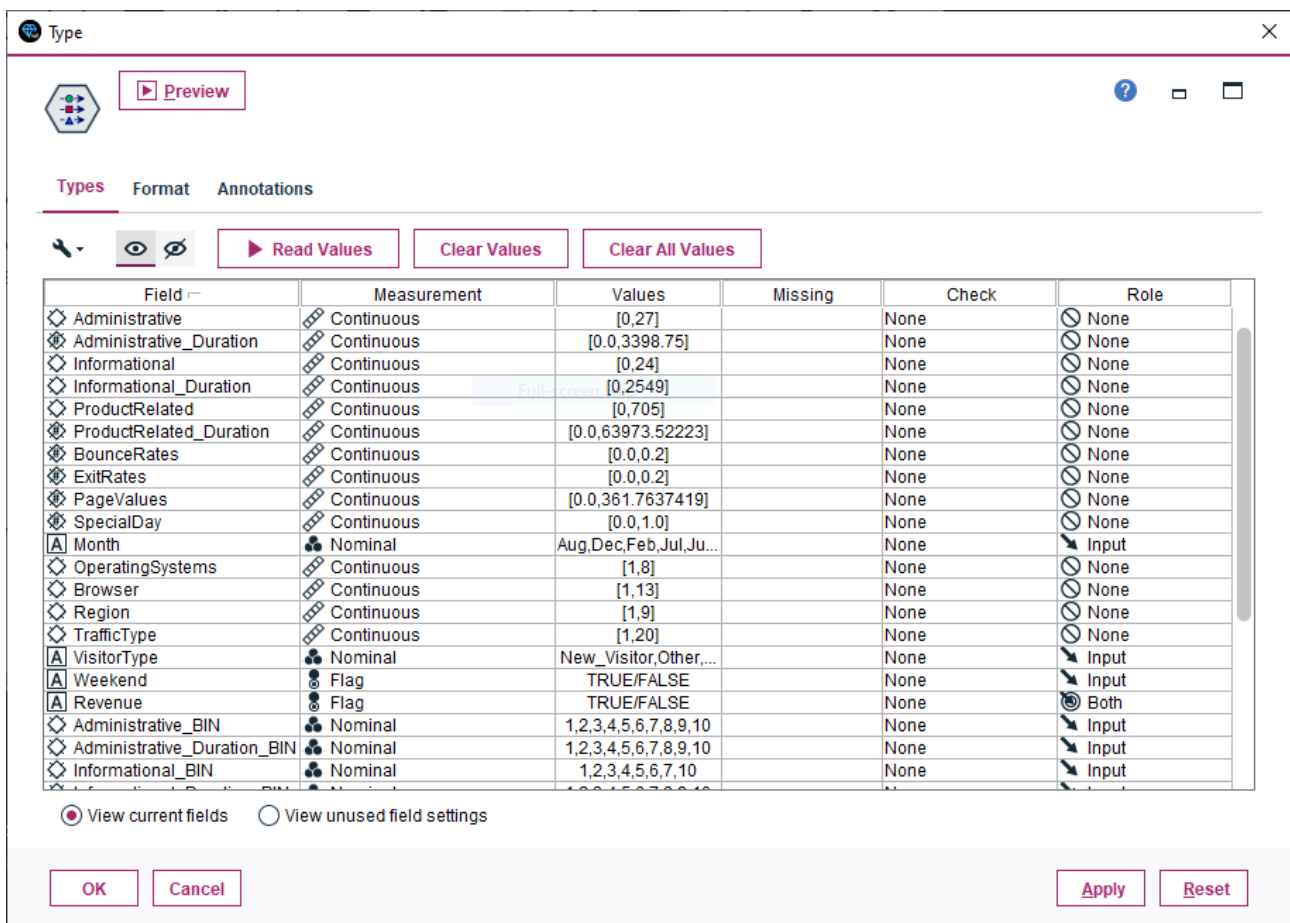 Type
Preview
Types Format Annotations
Read Values Clear Values Clear All Values
Field Measurement Values Missing Check Role
Administrative Continuous [0,27] None None
Administrative_Duration Continuous [0.0,3398.75] None None
Informational Continuous [0,24] None None
Informational_Duration Continuous [0,2549] None None
ProductRelated Continuous [0,705] None None
ProductRelated_Duration Continuous [0.0,63973.52223] None None
BounceRates Continuous [0.0,0.2] None None
ExitRates Continuous [0.0,0.2] None None
PageValues Continuous [0.0,361.7637419] None None
SpecialDay Continuous [0.0,1.0] None None
A Month Nominal Aug,Dec,Feb,Jul,Ju... None Input
OperatingSystems Continuous [1,8] None None
Browser Continuous [1,13] None None
Region Continuous [1,9] None None
TrafficType Continuous [1,20] None None
A VisitorType Nominal New_Visitor,Other,... None Input
A Weekend Flag TRUE/FALSE None Input
A Revenue Flag TRUE/FALSE None Both
Administrative_BIN Nominal 1,2,3,4,5,6,7,8,9,10 None Input
Administrative_Duration_BIN Nominal 1,2,3,4,5,6,7,8,9,10 None Input
Informational_BIN Nominal 1,2,3,4,5,6,7,10 None Input
View current fields View unused field settings
OK Cancel Apply Reset